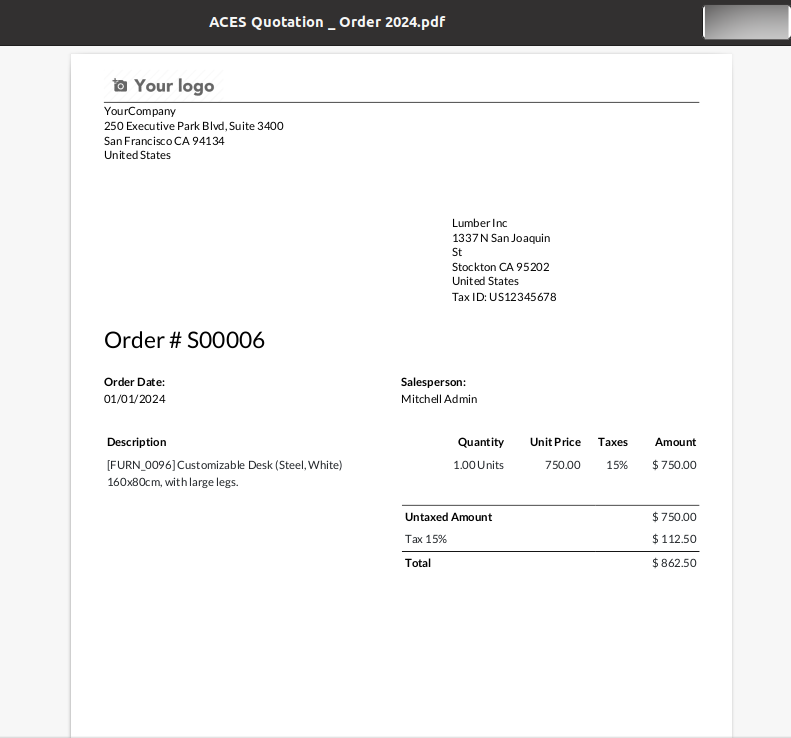 ACES Quotation _ Order 2024.pdf
Your logo
YourCompany
250 Executive Park Blvd, Suite 3400
San Francisco CA 94134
United States
Lumber Inc
1337 N San Joaquin
St
Stockton CA 95202
United States
Tax ID: US12345678
Order # S00006
Order Date: Salesperson:
01/01/2024 Mitchell Admin
Description Quantity Unit Price Taxes Amount
[FURN_0096] Customizable Desk (Steel, White) 1.00 Units 750.00 15% $ 750.00
160x80cm, with large legs.
Untaxed Amount $ 750.00
Tax 15% $ 112.50
Total $ 862.50